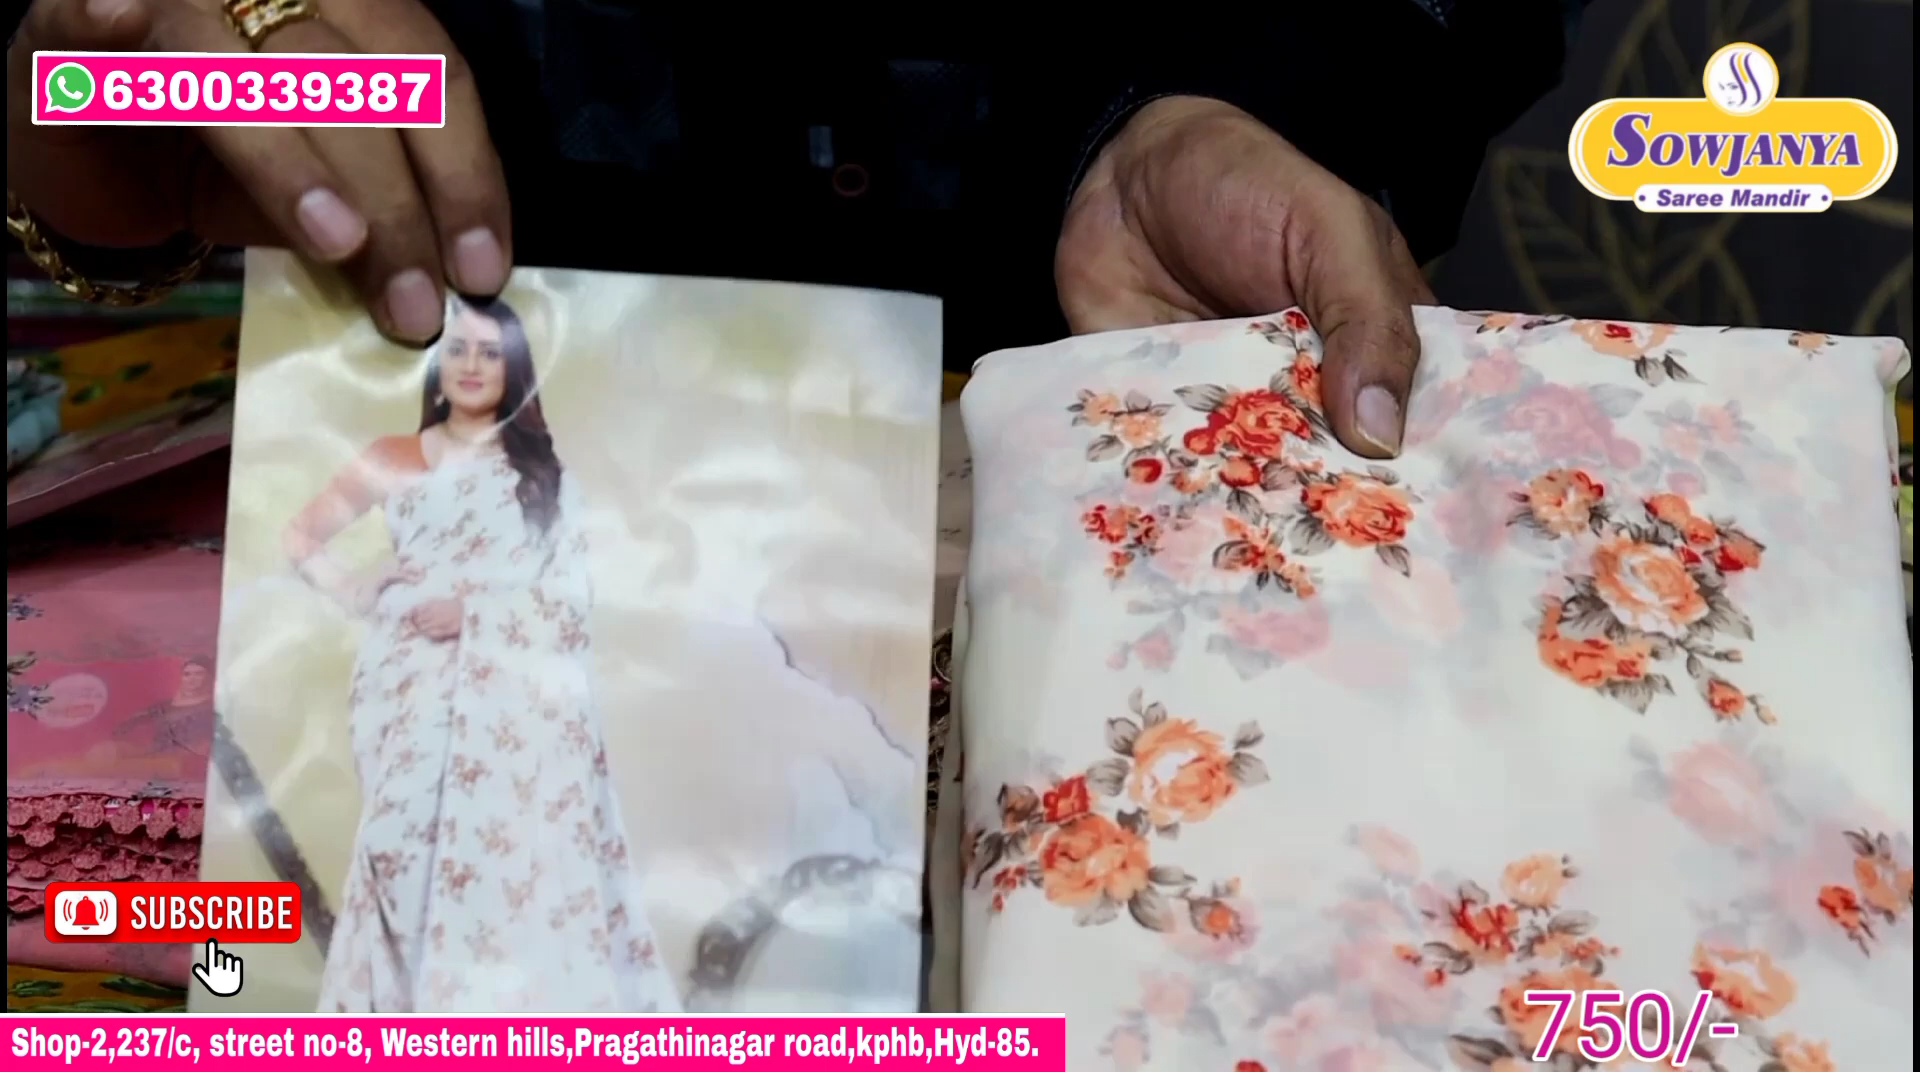 6300339387
SOWJANYA
• Saree Mandir •
SUBSCRIBE
750/-
Shop-2,237/c, street no-8, Western hills,Pragathinagar road,kphb,Hyd-85.